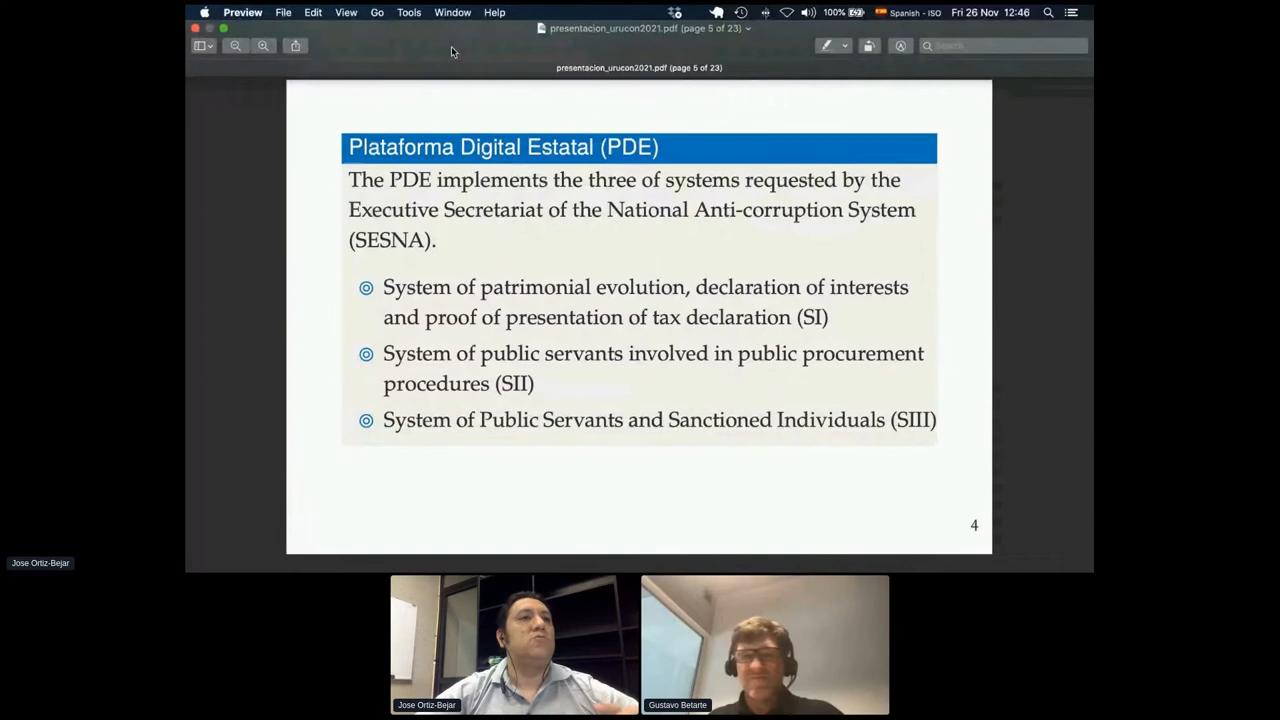 Preview File Edit View Go Tools Window Help 100% Spanish - ISO Fri 26 Nov 12:46
presentacion_urucon2021.pdf (page 5 of 23)
Search
presentacion_urucon2021.pdf (page 5 of 23)
Plataforma Digital Estatal (PDE)
The PDE implements the three of systems requested by the
Executive Secretariat of the National Anti-corruption System
(SESNA).
System of patrimonial evolution, declaration of interests
and proof of presentation of tax declaration (SI)
System of public servants involved in public procurement
procedures (SII)
System of Public Servants and Sanctioned Individuals (SIII)
4
Jose Ortiz-Bejar
Jose Ortiz-Bejar
Gustavo Betarte